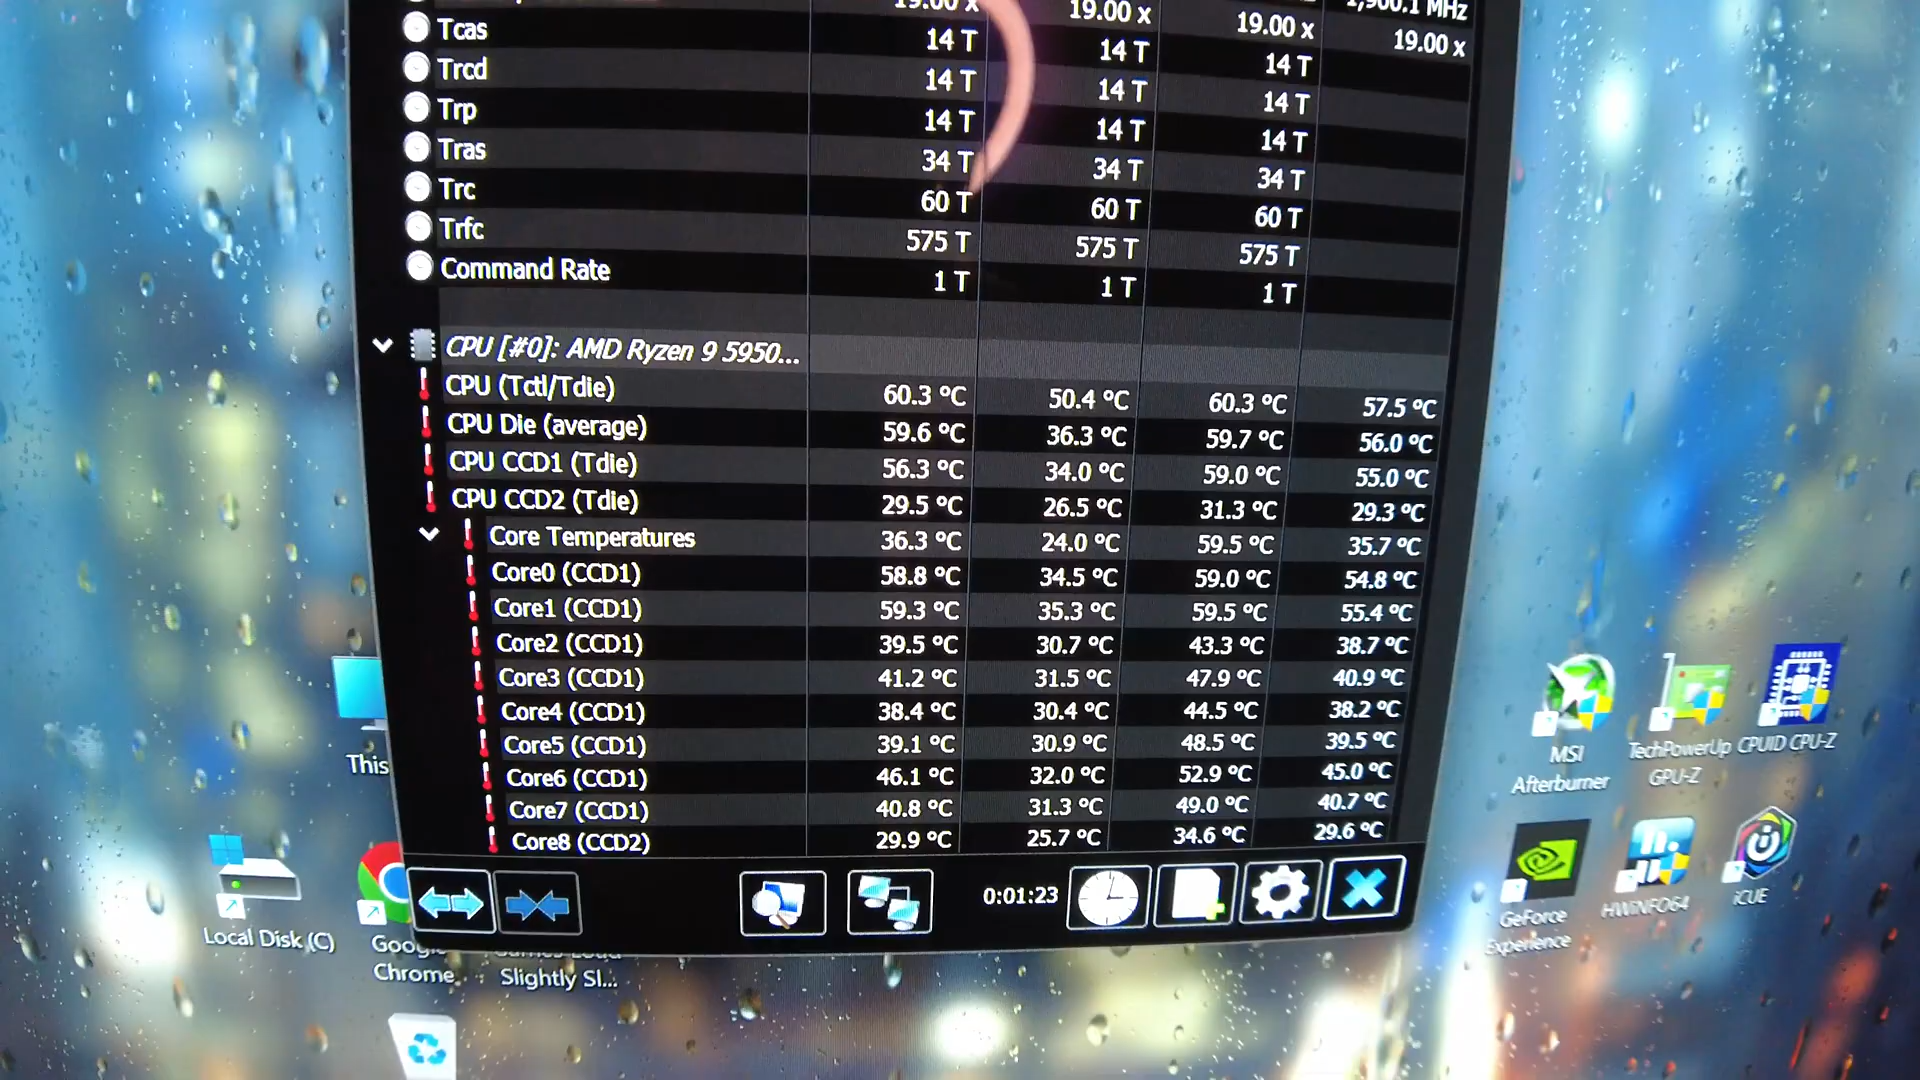 19.00 x 19.00 x 19.00 x 1,900.1 MHz
Tcas 14 T 14 T 14 T 19.00 x
Trcd 14 T 14 T 14 T
Trp 14 T 14 T 14 T
Tras 34 T 34 T 34 T
Trc 60 T 60 T 60 T
Trfc 575 T 575 T 575 T
Command Rate 1 T 1 T 1 T
CPU [#0]: AMD Ryzen 9 5950...
CPU (Tctl/Tdie) 60.3 °C 50.4 °C 60.3 °C 57.5 °C
CPU Die (average) 59.6 °C 36.3 °C 59.7 °C 56.0 °C
CPU CCD1 (Tdie) 56.3 °C 34.0 °C 59.0 °C 55.0 °C
CPU CCD2 (Tdie) 29.5 °C 26.5 °C 31.3 °C 29.3 °C
Core Temperatures 36.3 °C 24.0 °C 59.5 °C 35.7 °C
Core0 (CCD1) 58.8 °C 34.5 °C 59.0 °C 54.8 °C
Core1 (CCD1) 59.3 °C 35.3 °C 59.5 °C 55.4 °C
Core2 (CCD1) 39.5 °C 30.7 °C 43.3 °C 38.7 °C
Core3 (CCD1) 41.2 °C 31.5 °C 47.9 °C 40.9 °C
Core4 (CCD1) 38.4 °C 30.4 °C 44.5 °C 38.2 °C
Core5 (CCD1) 39.1 °C 30.9 °C 48.5 °C 39.5 °C
Core6 (CCD1) 46.1 °C 32.0 °C 52.9 °C 45.0 °C
Core7 (CCD1) 40.8 °C 31.3 °C 49.0 °C 40.7 °C
Core8 (CCD2) 29.9 °C 25.7 °C 34.6 °C 29.6 °C
0:01:23
This
Local Disk (C)
Google
Chrome
Slightly Sl...
MSI
Afterburner
TechPowerUp
GPU-Z
CPUID CPU-Z
GeForce
Experience
HWiNFO64
iCUE